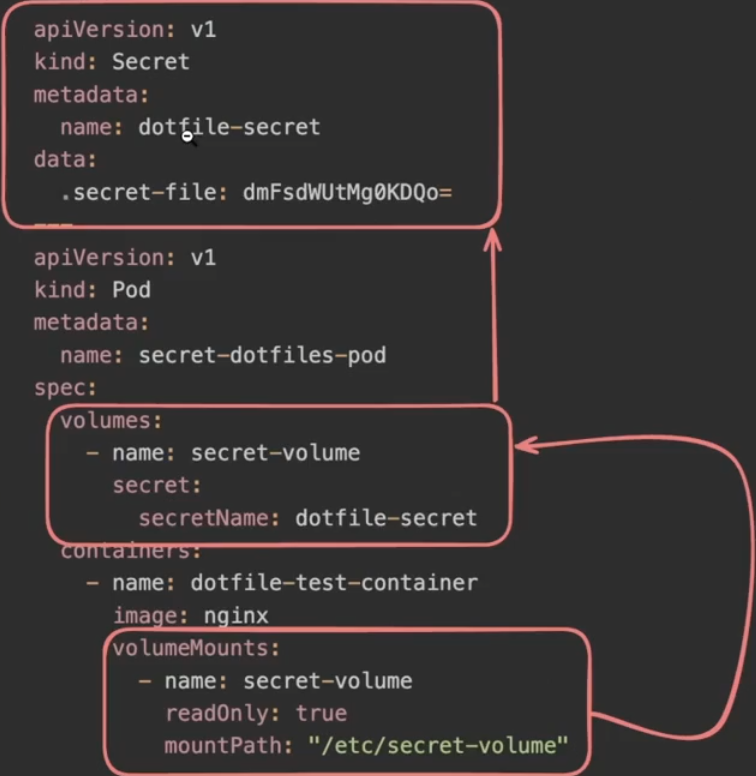 apiVersion: v1
kind: Secret
metadata:
  name: dotfile-secret
data:
  .secret-file: dmFsdWUtMg0KDQo=
---
apiVersion: v1
kind: Pod
metadata:
  name: secret-dotfiles-pod
spec:
  volumes:
    - name: secret-volume
      secret:
        secretName: dotfile-secret
  containers:
    - name: dotfile-test-container
      image: nginx
      volumeMounts:
        - name: secret-volume
          readOnly: true
          mountPath: "/etc/secret-volume"